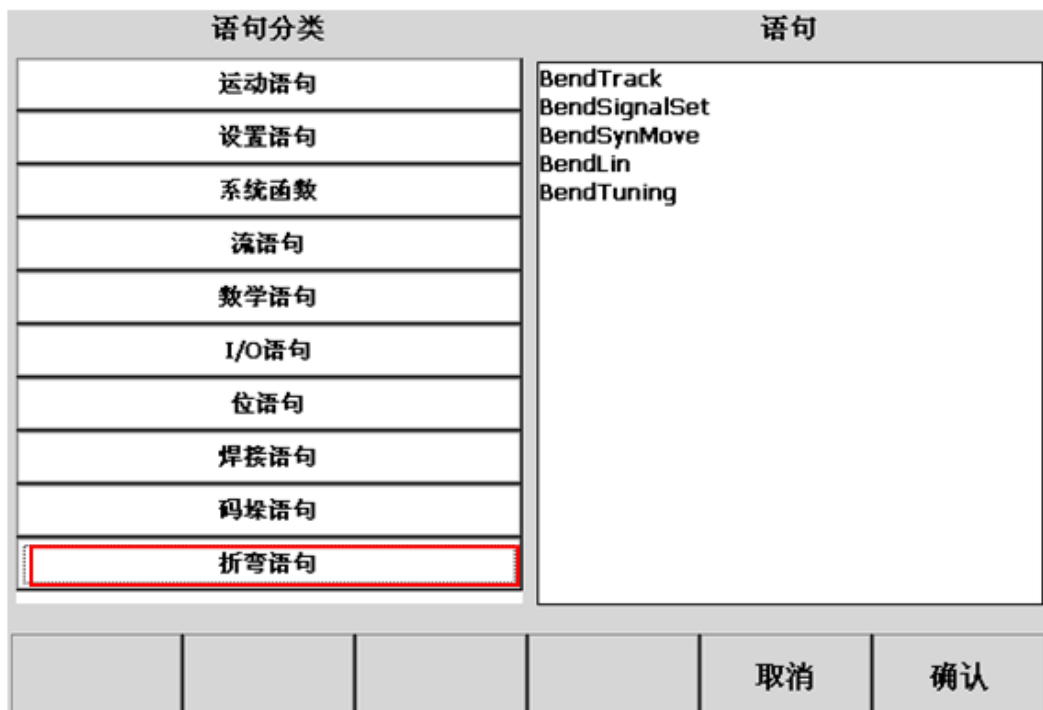 语句分类
语句
运动语句
设置语句
系统函数
流语句
数学语句
I/O语句
位语句
焊接语句
码垛语句
折弯语句
BendTrack
BendSignalSet
BendSynMove
BendLin
BendTuning
取消
确认